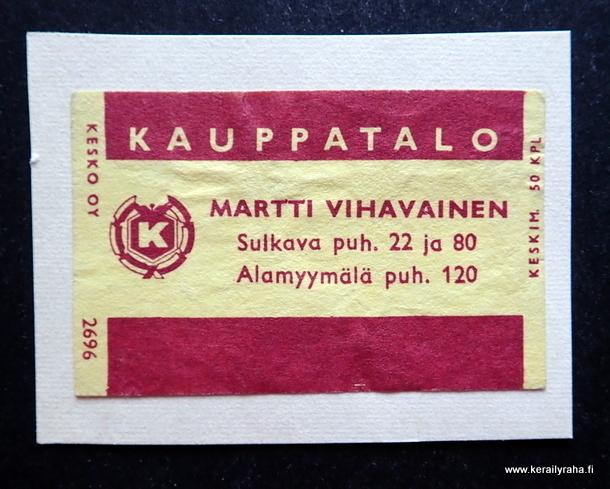 KAUPPATALO
KESKO OY
K
MARTTI VIHAVAINEN
Sulkava puh. 22 ja 80
Alamyymälä puh. 120
KESKIM. 50 KPL
2696
www.kerailyraha.fi